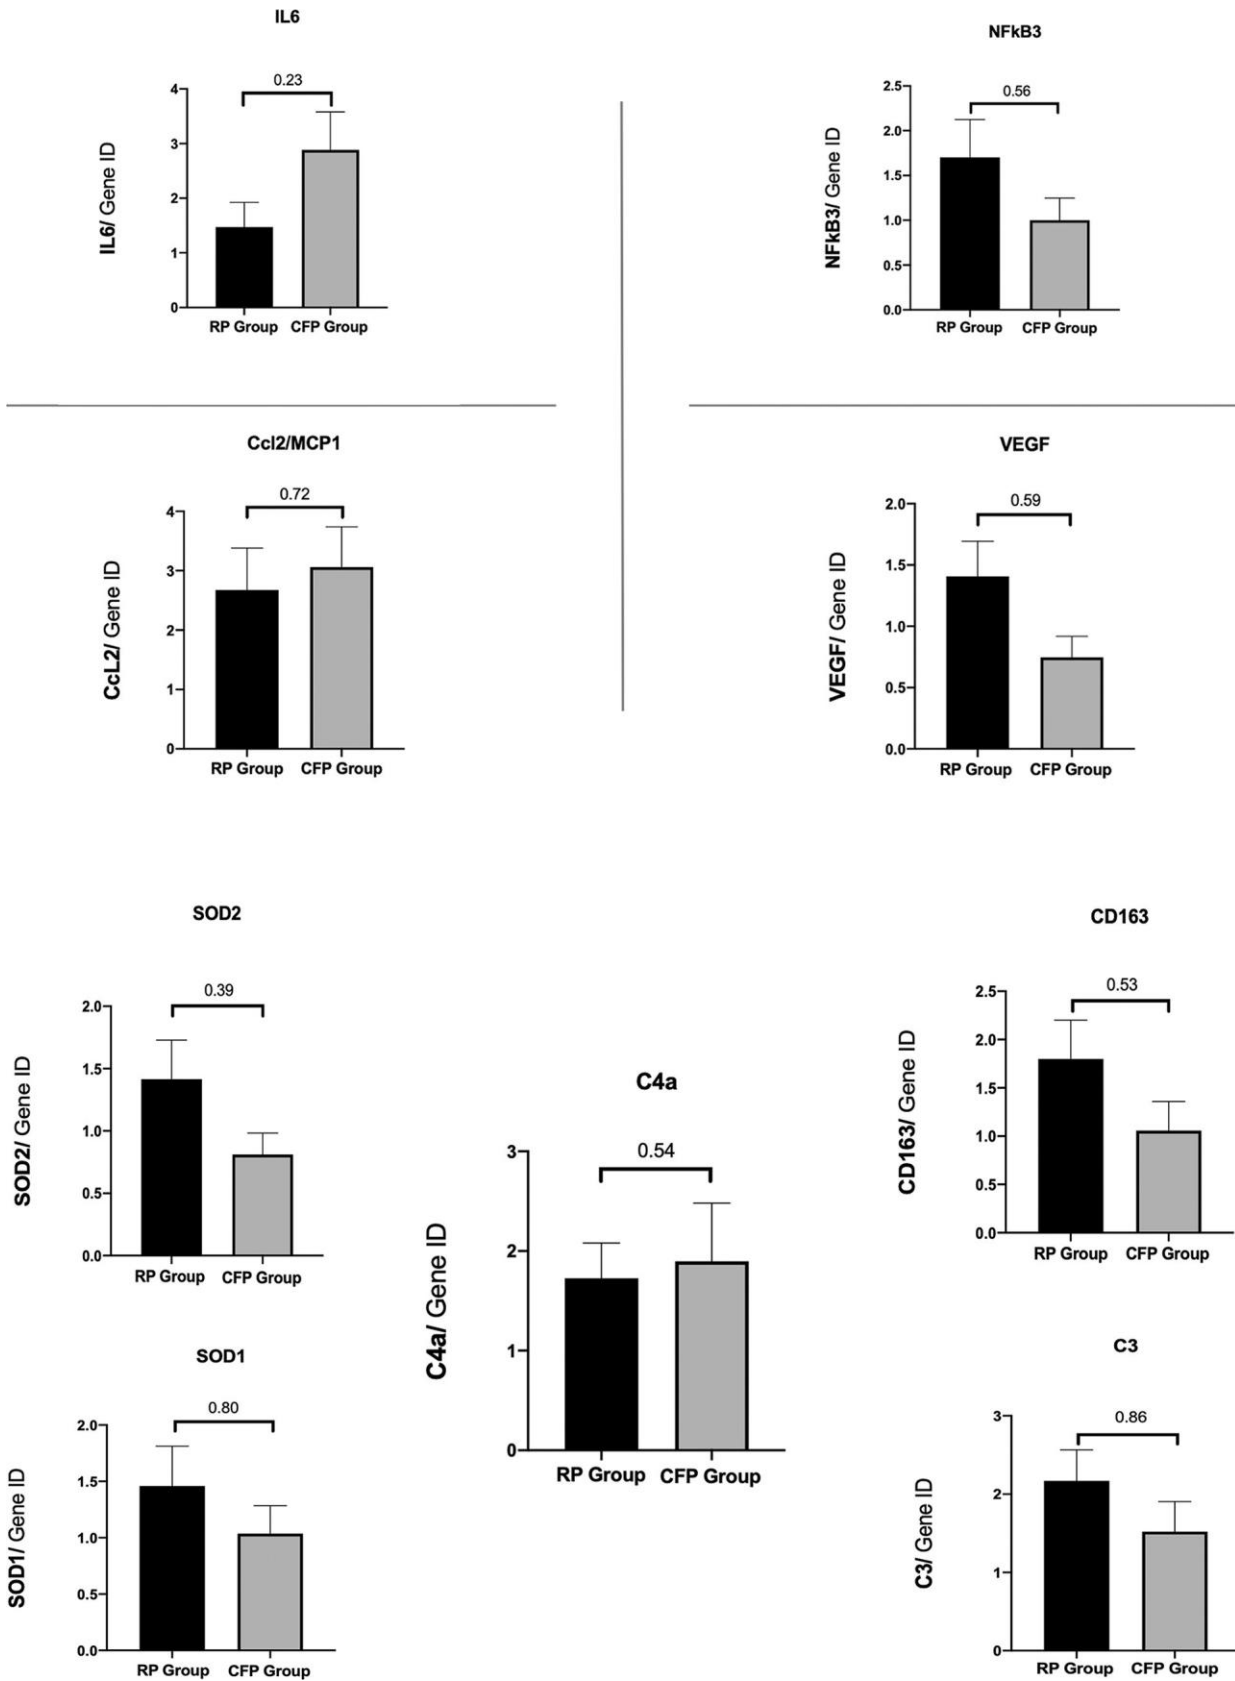 IL6
0.23
4
3
2
1
0
IL6/ Gene ID
RP Group CFP Group
NFkB3
0.56
2.5
2.0
1.5
1.0
0.5
0.0
NFkB3/ Gene ID
RP Group CFP Group
Ccl2/MCP1
0.72
4
3
2
1
0
CcL2/ Gene ID
RP Group CFP Group
VEGF
0.59
2.0
1.5
1.0
0.5
0.0
VEGF/ Gene ID
RP Group CFP Group
SOD2
0.39
2.0
1.5
1.0
0.5
0.0
SOD2/ Gene ID
RP Group CFP Group
C4a
0.54
3
2
1
0
C4a/ Gene ID
RP Group CFP Group
CD163
0.53
2.5
2.0
1.5
1.0
0.5
0.0
CD163/ Gene ID
RP Group CFP Group
SOD1
0.80
2.0
1.5
1.0
0.5
0.0
SOD1/ Gene ID
RP Group CFP Group
C3
0.86
3
2
1
0
C3/ Gene ID
RP Group CFP Group